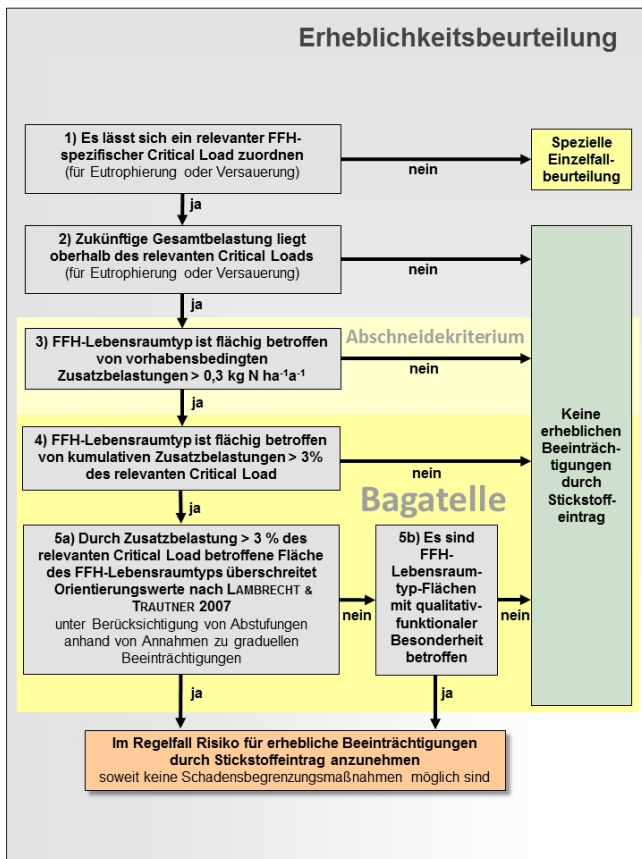 Erheblichkeitsbeurteilung
1) Es lässt sich ein relevanter FFH-
spezifischer Critical Load zuordnen
(für Eutrophierung oder Versauerung)
nein
Spezielle
Einzelfall-
beurteilung
ja
2) Zukünftige Gesamtbelastung liegt
oberhalb des relevanten Critical Loads
(für Eutrophierung oder Versauerung)
nein
ja
Abschneidekriterium
3) FFH-Lebensraumtyp ist flächig betroffen
von vorhabensbedingten
Zusatzbelastungen > 0,3 kg N ha⁻¹a⁻¹
nein
ja
4) FFH-Lebensraumtyp ist flächig betroffen
von kumulativen Zusatzbelastungen > 3%
des relevanten Critical Load
nein
Keine
erheblichen
Beeinträch-
tigungen
durch
Stickstoff-
eintrag
Bagatelle
ja
5a) Durch Zusatzbelastung > 3 % des
relevanten Critical Load betroffene Fläche
des FFH-Lebensraumtyps überschreitet
Orientierungswerte nach LAMBRECHT &
TRAUTNER 2007
unter Berücksichtigung von Abstufungen
anhand von Annahmen zu graduellen
Beeinträchtigungen
nein
5b) Es sind
FFH-
Lebensraum-
typ-Flächen
mit qualitativ-
funktionaler
Besonderheit
betroffen
nein
ja
ja
Im Regelfall Risiko für erhebliche Beeinträchtigungen
durch Stickstoffeintrag anzunehmen
soweit keine Schadensbegrenzungsmaßnahmen möglich sind